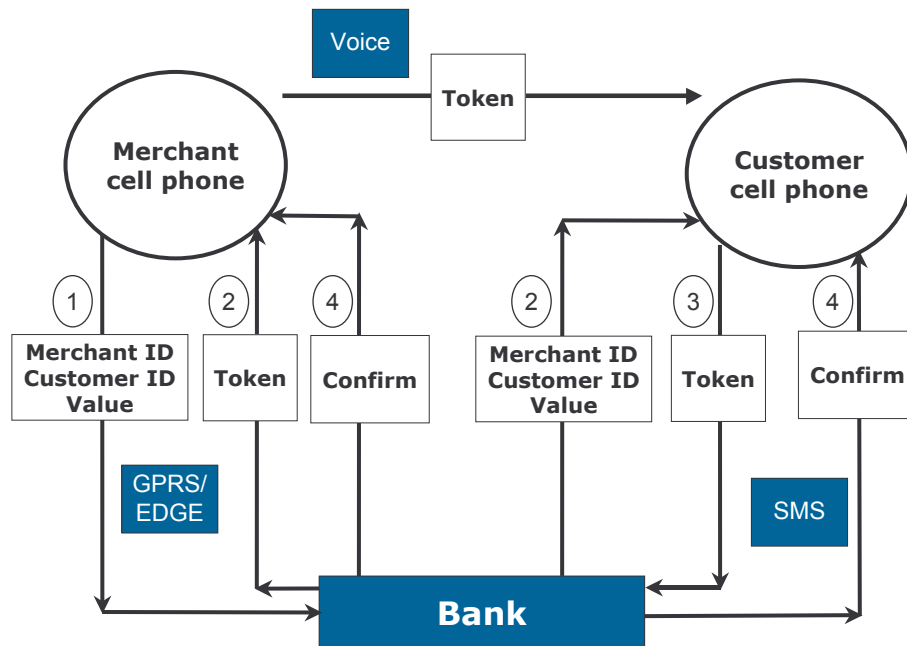 Voice
Token
Merchant
cell phone
Customer
cell phone
1
2
4
2
3
4
Merchant ID
Customer ID
Value
Token
Confirm
Merchant ID
Customer ID
Value
Token
Confirm
GPRS/
EDGE
SMS
Bank